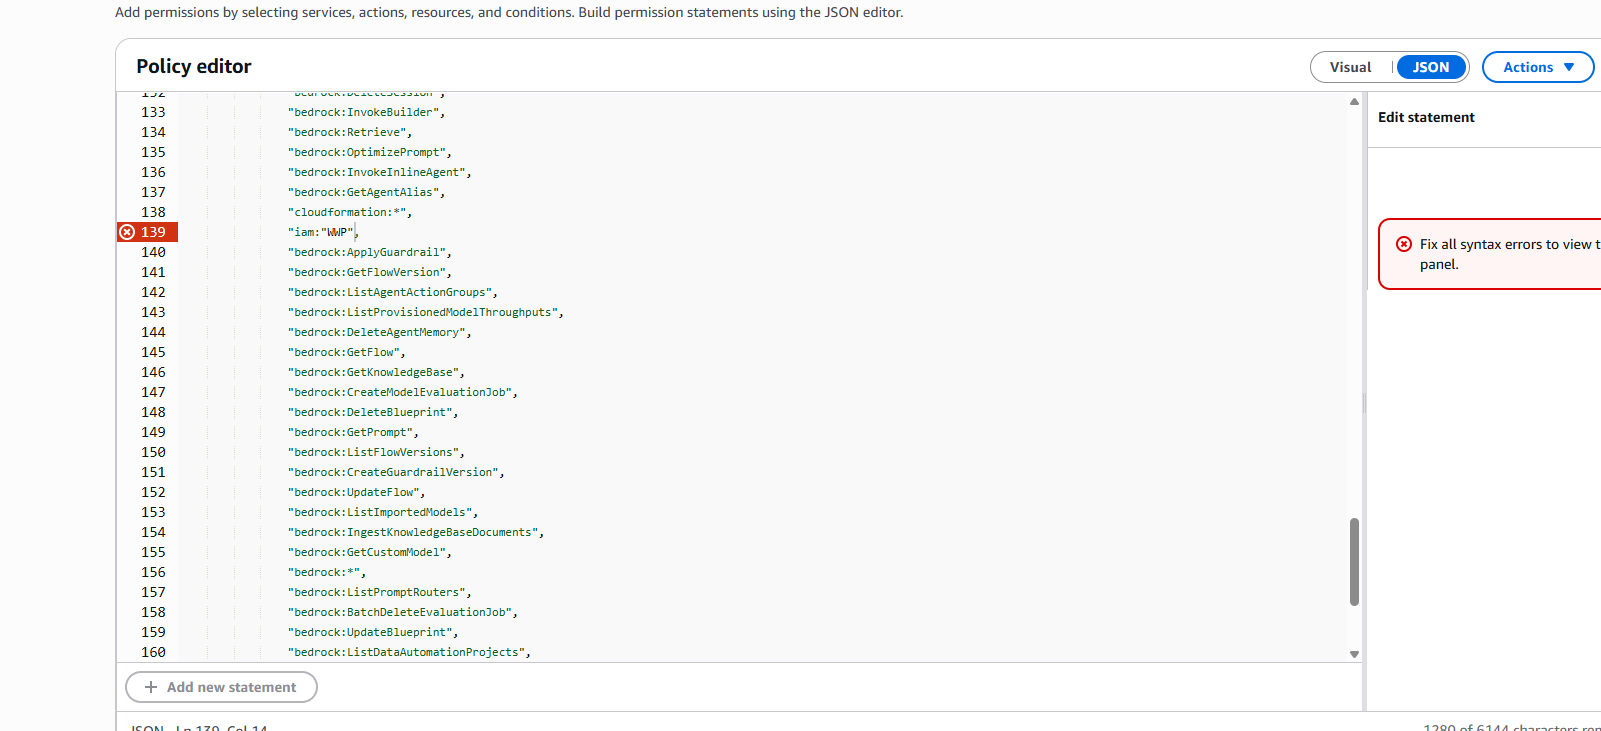 Add permissions by selecting services, actions, resources, and conditions. Build permission statements using the JSON editor.
Policy editor
Visual
JSON
Actions
132 "bedrock:DeleteSession",
133 "bedrock:InvokeBuilder",
134 "bedrock:Retrieve",
135 "bedrock:OptimizePrompt",
136 "bedrock:InvokeInlineAgent",
137 "bedrock:GetAgentAlias",
138 "cloudformation:*",
139 "iam:"WWP",
140 "bedrock:ApplyGuardrail",
141 "bedrock:GetFlowVersion",
142 "bedrock:ListAgentActionGroups",
143 "bedrock:ListProvisionedModelThroughputs",
144 "bedrock:DeleteAgentMemory",
145 "bedrock:GetFlow",
146 "bedrock:GetKnowledgeBase",
147 "bedrock:CreateModelEvaluationJob",
148 "bedrock:DeleteBlueprint",
149 "bedrock:GetPrompt",
150 "bedrock:ListFlowVersions",
151 "bedrock:CreateGuardrailVersion",
152 "bedrock:UpdateFlow",
153 "bedrock:ListImportedModels",
154 "bedrock:IngestKnowledgeBaseDocuments",
155 "bedrock:GetCustomModel",
156 "bedrock:*",
157 "bedrock:ListPromptRouters",
158 "bedrock:BatchDeleteEvaluationJob",
159 "bedrock:UpdateBlueprint",
160 "bedrock:ListDataAutomationProjects",
Edit statement
Fix all syntax errors to view t
panel.
+ Add new statement
JSON Ln 139, Col 14
1280 of 6144 characters rem